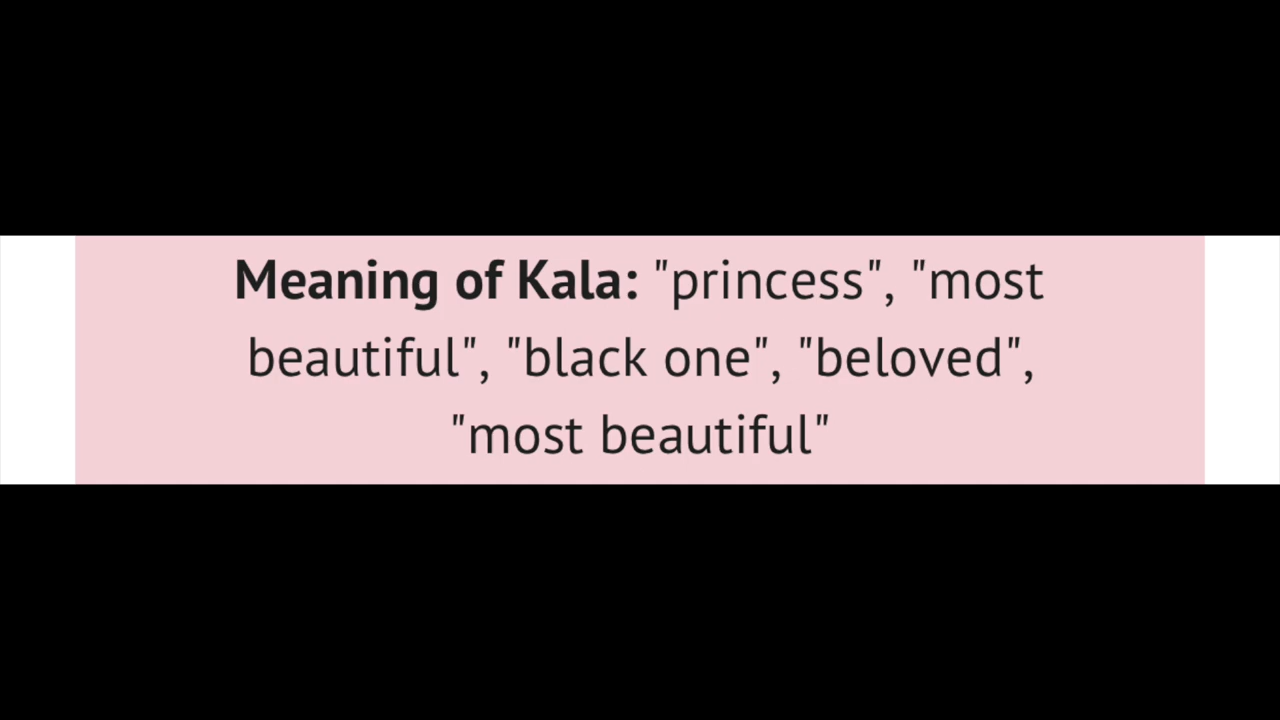 Meaning of Kala: "princess", "most
beautiful", "black one", "beloved",
"most beautiful"